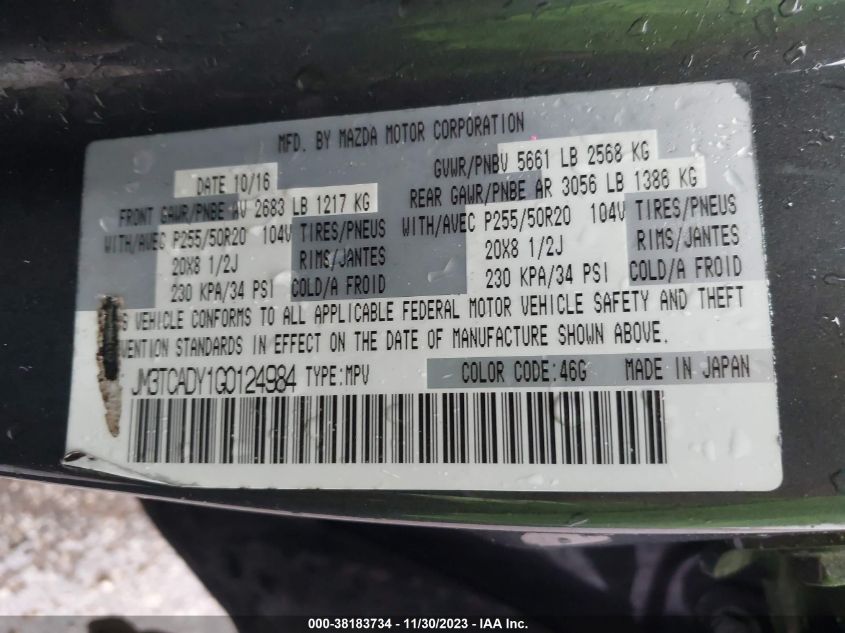 MFD. BY MAZDA MOTOR CORPORATION
DATE 10/16 GVWR/PNBV 5661 LB 2568 KG
FRONT GAWR/PNBE AV 2683 LB 1217 KG REAR GAWR/PNBE AR 3056 LB 1386 KG
WITH/AVEC P255/50R20 104V TIRES/PNEUS WITH/AVEC P255/50R20 104V TIRES/PNEUS
20X8 1/2J RIMS/JANTES 20X8 1/2J RIMS/JANTES
230 KPA/34 PSI COLD/A FROID 230 KPA/34 PSI COLD/A FROID
VEHICLE CONFORMS TO ALL APPLICABLE FEDERAL MOTOR VEHICLE SAFETY AND THEFT
STANDARDS IN EFFECT ON THE DATE OF MANUFACTURE SHOWN ABOVE.
JM3TCADY1G0124984 TYPE:MPV COLOR CODE:46G MADE IN JAPAN
000-38183734 - 11/30/2023 - IAA Inc.